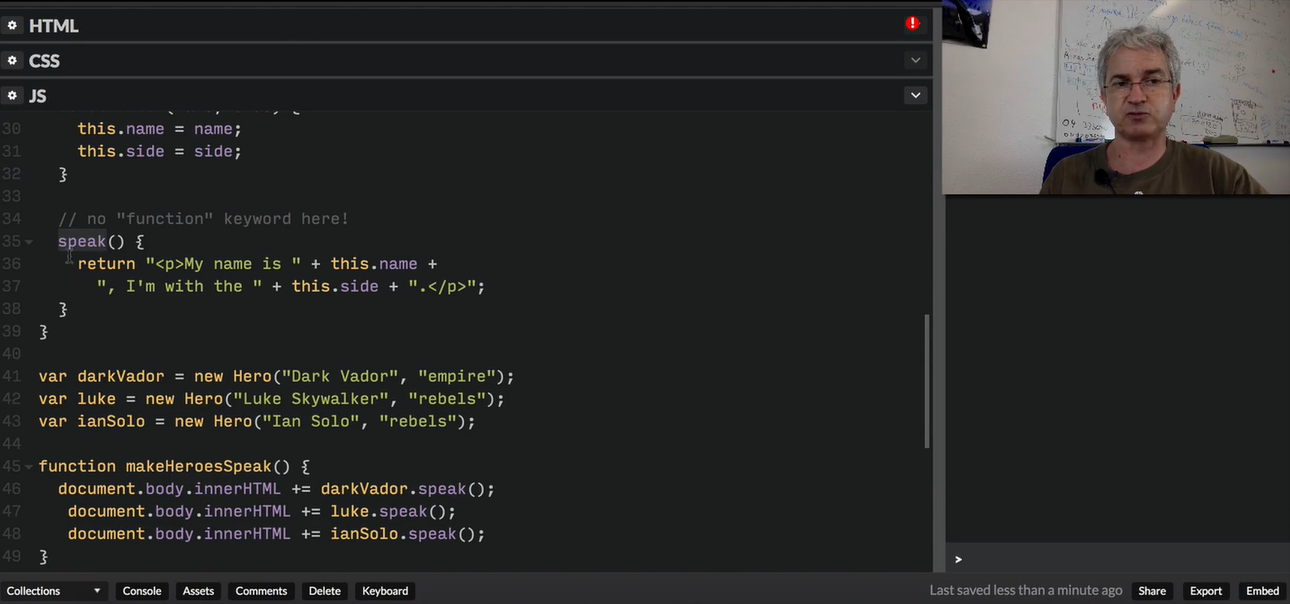 HTML
CSS
JS
30 this.name = name;
31 this.side = side;
32 }
33
34 // no "function" keyword here!
35 speak() {
36 return "<p>My name is " + this.name +
37 ", I'm with the " + this.side + ".</p>";
38 }
39 }
40
41 var darkVador = new Hero("Dark Vador", "empire");
42 var luke = new Hero("Luke Skywalker", "rebels");
43 var ianSolo = new Hero("Ian Solo", "rebels");
44
45 function makeHeroesSpeak() {
46 document.body.innerHTML += darkVador.speak();
47 document.body.innerHTML += luke.speak();
48 document.body.innerHTML += ianSolo.speak();
49 }
>
Collections Console Assets Comments Delete Keyboard Last saved less than a minute ago Share Export Embed